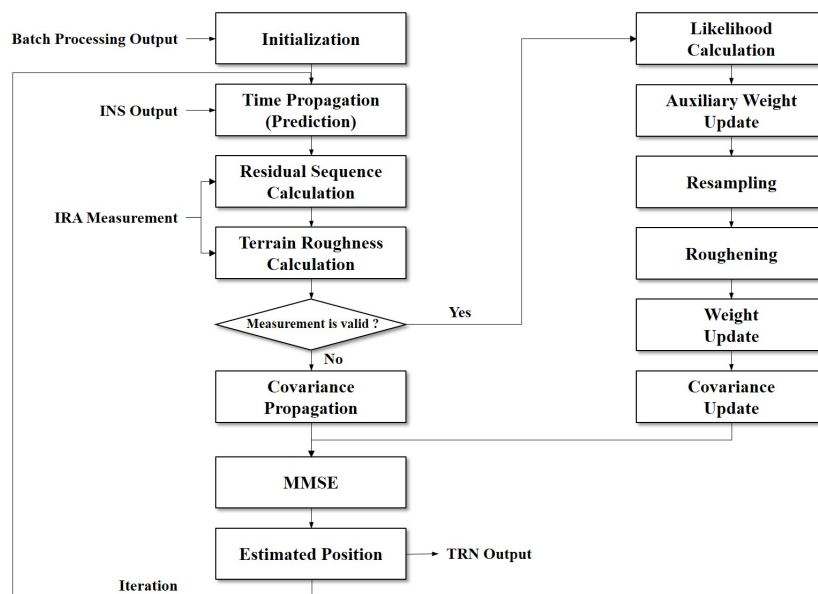 Batch Processing Output
Initialization
INS Output
Time Propagation
(Prediction)
IRA Measurement
Residual Sequence
Calculation
Terrain Roughness
Calculation
Measurement is valid ?
Yes
No
Covariance
Propagation
Likelihood
Calculation
Auxiliary Weight
Update
Resampling
Roughening
Weight
Update
Covariance
Update
MMSE
Estimated Position
TRN Output
Iteration